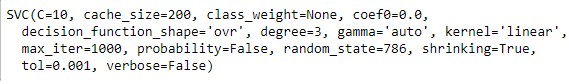 SVC(C=10, cache_size=200, class_weight=None, coef0=0.0,
decision_function_shape='ovr', degree=3, gamma='auto', kernel='linear',
max_iter=1000, probability=False, random_state=786, shrinking=True,
tol=0.001, verbose=False)